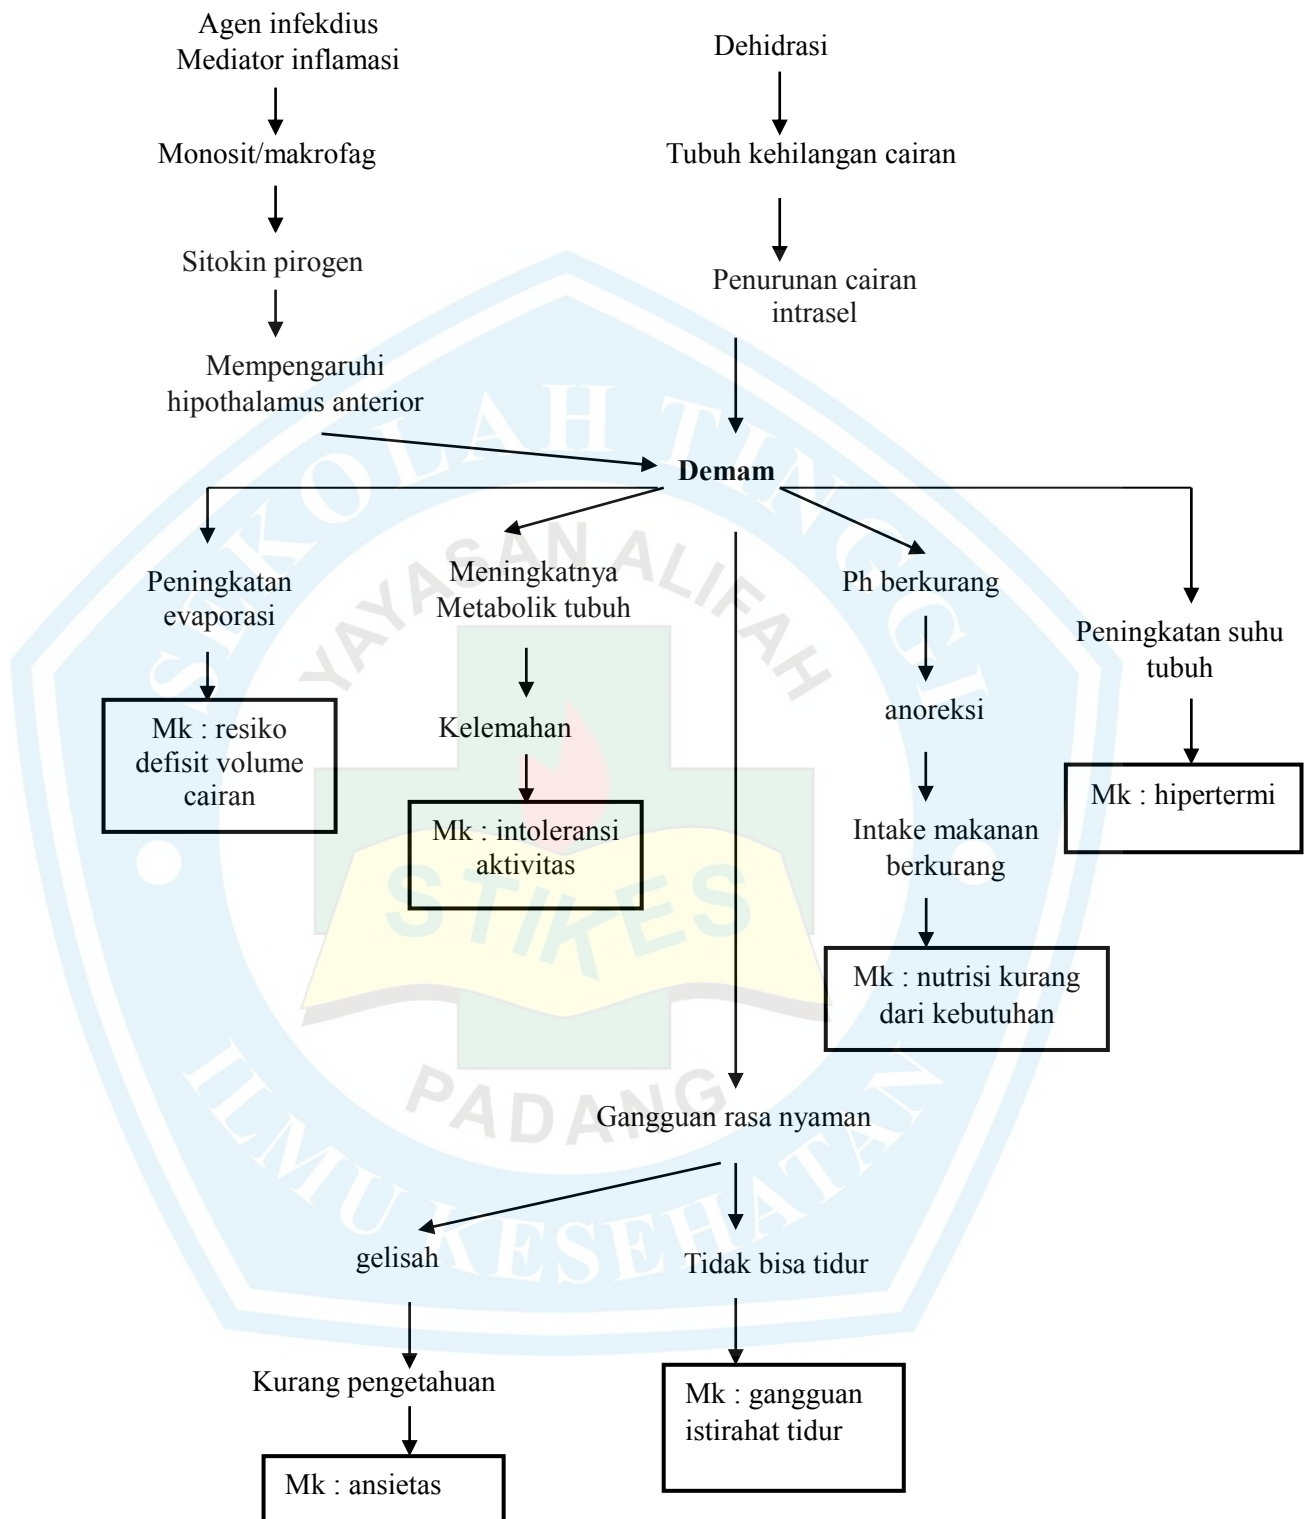 Agen infekdius
Mediator inflamasi
Dehidrasi
Monosit/makrofag
Tubuh kehilangan cairan
Sitokin pirogen
Penurunan cairan
intrasel
Mempengaruhi
hipothalamus anterior
Demam
Peningkatan
evaporasi
Meningkatnya
Metabolik tubuh
Ph berkurang
Peningkatan suhu
tubuh
Mk : resiko
defisit volume
cairan
Kelemahan
anoreksi
Mk : hipertermi
Mk : intoleransi
aktivitas
Intake makanan
berkurang
Mk : nutrisi kurang
dari kebutuhan
Gangguan rasa nyaman
gelisah
Tidak bisa tidur
Kurang pengetahuan
Mk : gangguan
istirahat tidur
Mk : ansietas
SEKOLAH TINGGI
YAYASAN ALIFAH
STIKES
PADANG
ILMU KESEHATAN